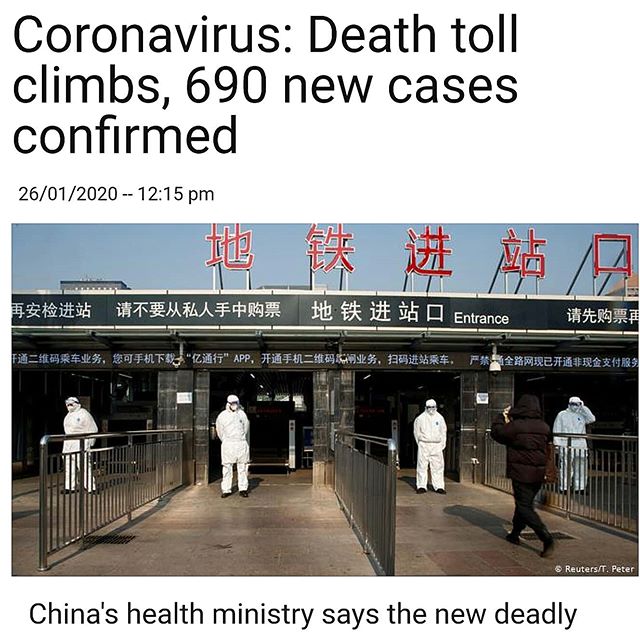 Coronavirus: Death toll
climbs, 690 new cases
confirmed
26/01/2020 -- 12:15 pm
地铁进站口
再安检进站 请不要从私人手中购票 地铁进站口 Entrance 请先购票再
开通二维码乘车业务，您可手机下载“亿通行”APP，开通手机二维码 业务，扫码进站乘车。 严禁 全路网现已开通非现金支付服务
© Reuters/T. Peter
China's health ministry says the new deadly